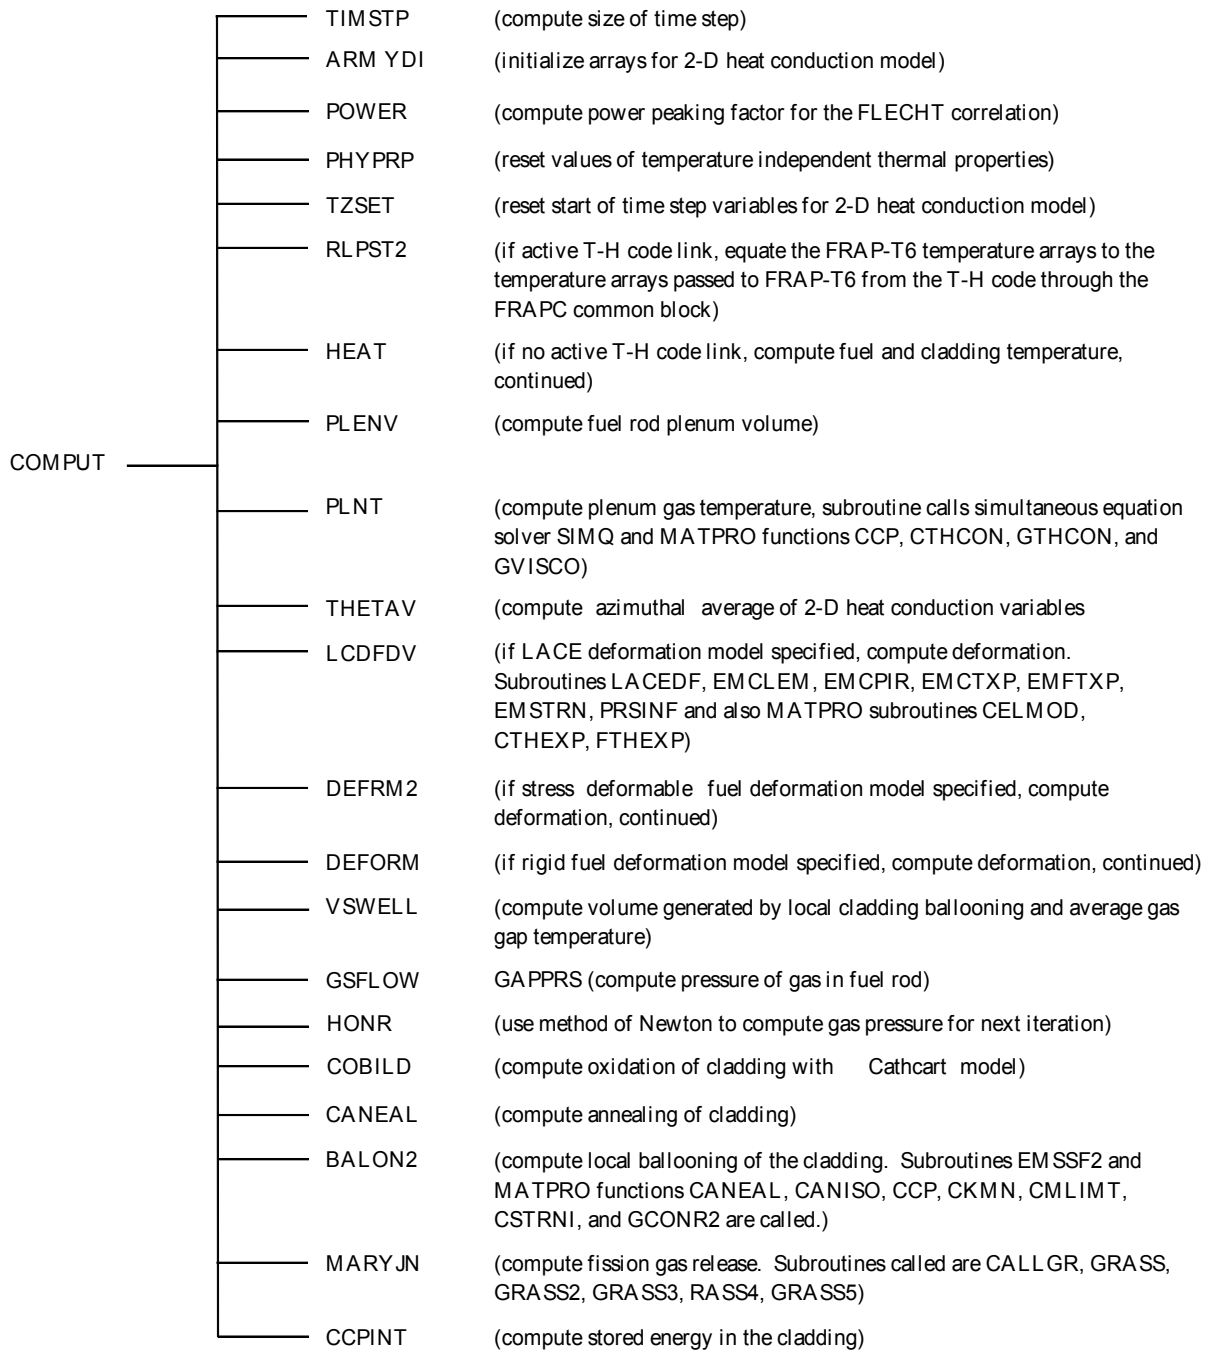 TIMSTP (compute size of time step)
ARMYDI (initialize arrays for 2-D heat conduction model)
POWER (compute power peaking factor for the FLECHT correlation)
PHYPRP (reset values of temperature independent thermal properties)
TZSET (reset start of time step variables for 2-D heat conduction model)
RLPST2 (if active T-H code link, equate the FRAP-T6 temperature arrays to the
temperature arrays passed to FRAP-T6 from the T-H code through the
FRAPC common block)
HEAT (if no active T-H code link, compute fuel and cladding temperature,
continued)
PLENV (compute fuel rod plenum volume)
COMPUT
PLNT (compute plenum gas temperature, subroutine calls simultaneous equation
solver SIMQ and MATPRO functions CCP, CTHCON, GTHCON, and
GVISCO)
THETAV (compute azimuthal average of 2-D heat conduction variables
LCDFDV (if LACE deformation model specified, compute deformation.
Subroutines LACEDF, EMCLEM, EMCPIR, EMCTXP, EMFTXP,
EMSTRN, PRSINF and also MATPRO subroutines CELMOD,
CTHEXP, FTHEXP)
DEFRM2 (if stress deformable fuel deformation model specified, compute
deformation, continued)
DEFORM (if rigid fuel deformation model specified, compute deformation, continued)
VSWELL (compute volume generated by local cladding ballooning and average gas
gap temperature)
GSFLOW GAPPRS (compute pressure of gas in fuel rod)
HONR (use method of Newton to compute gas pressure for next iteration)
COBILD (compute oxidation of cladding with Cathcart model)
CANEAL (compute annealing of cladding)
BALON2 (compute local ballooning of the cladding. Subroutines EMSSF2 and
MATPRO functions CANEAL, CANISO, CCP, CKMN, CMLIMT,
CSTRNI, and GCONR2 are called.)
MARYJN (compute fission gas release. Subroutines called are CALLGR, GRASS,
GRASS2, GRASS3, RASS4, GRASS5)
CCPINT (compute stored energy in the cladding)